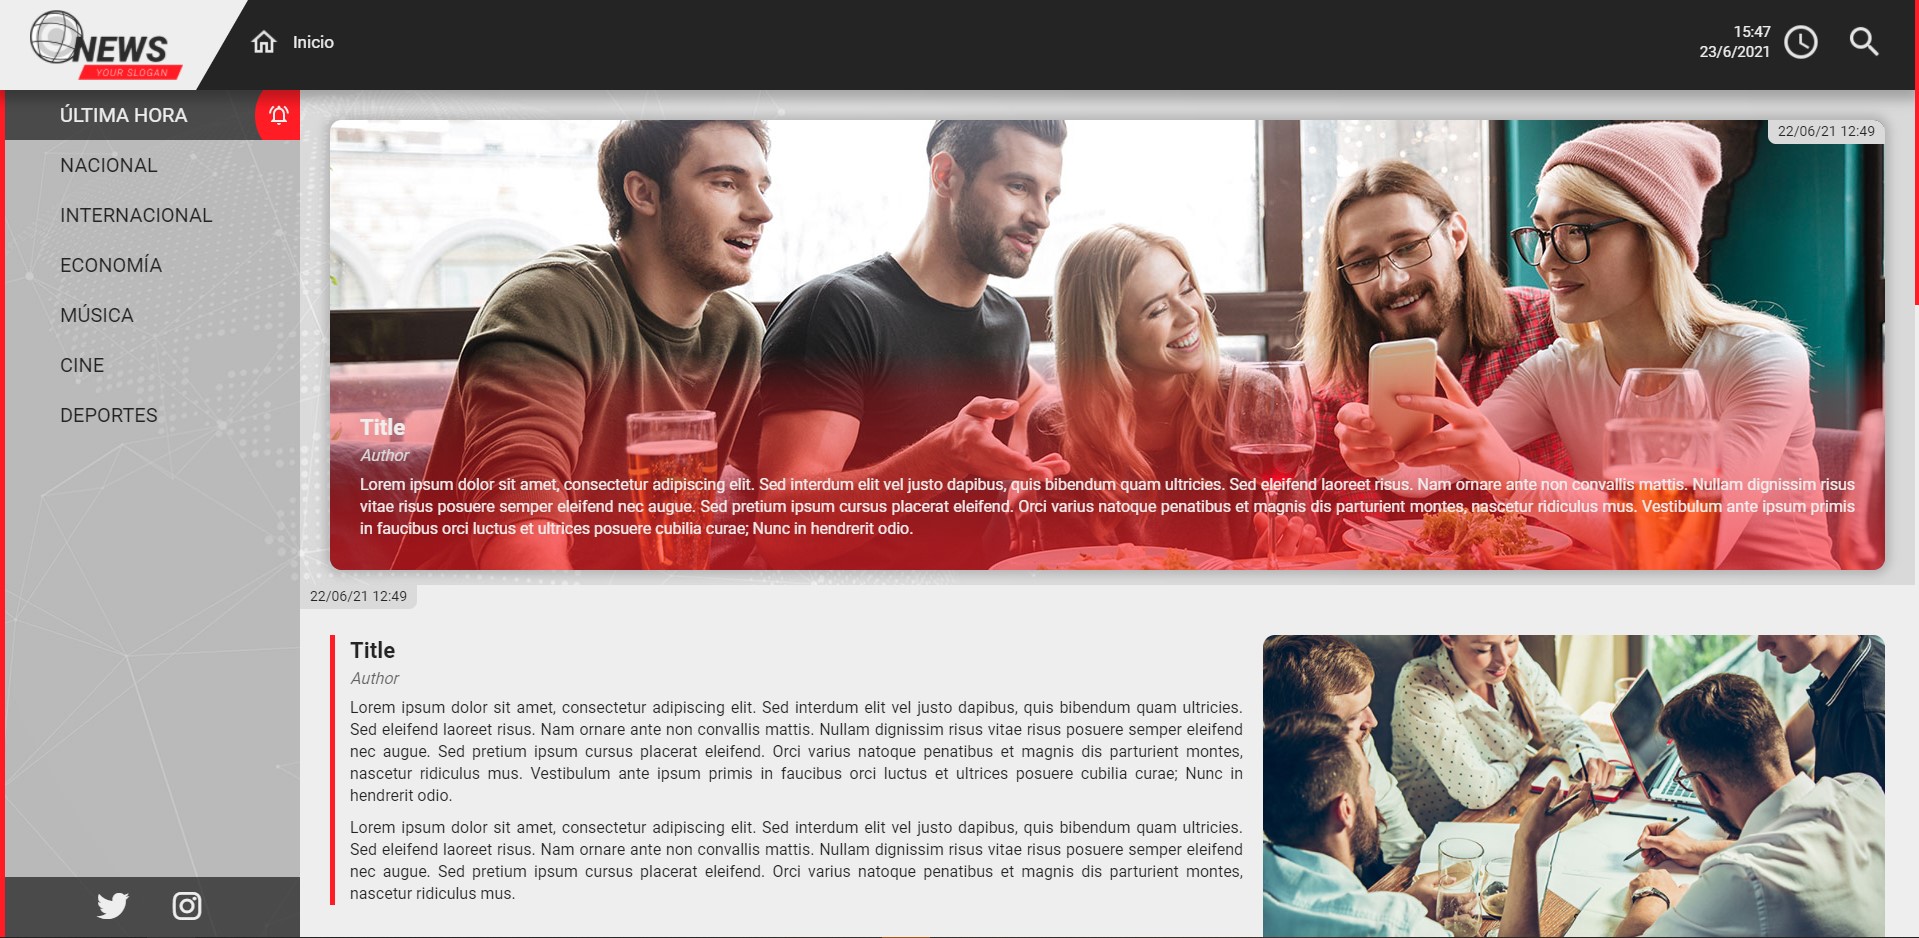 NEWS
YOUR SLOGAN
Inicio
15:47
23/6/2021
ÚLTIMA HORA
NACIONAL
INTERNACIONAL
ECONOMÍA
MÚSICA
CINE
DEPORTES
22/06/21 12:49
Title
Author
Lorem ipsum dolor sit amet, consectetur adipiscing elit. Sed interdum elit vel justo dapibus, quis bibendum quam ultricies. Sed eleifend laoreet risus. Nam ornare ante non convallis mattis. Nullam dignissim risus
vitae risus posuere semper eleifend nec augue. Sed pretium ipsum cursus placerat eleifend. Orci varius natoque penatibus et magnis dis parturient montes, nascetur ridiculus mus. Vestibulum ante ipsum primis
in faucibus orci luctus et ultrices posuere cubilia curae; Nunc in hendrerit odio.
22/06/21 12:49
Title
Author
Lorem ipsum dolor sit amet, consectetur adipiscing elit. Sed interdum elit vel justo dapibus, quis bibendum quam ultricies.
Sed eleifend laoreet risus. Nam ornare ante non convallis mattis. Nullam dignissim risus vitae risus posuere semper eleifend
nec augue. Sed pretium ipsum cursus placerat eleifend. Orci varius natoque penatibus et magnis dis parturient montes,
nascetur ridiculus mus. Vestibulum ante ipsum primis in faucibus orci luctus et ultrices posuere cubilia curae; Nunc in
hendrerit odio.
Lorem ipsum dolor sit amet, consectetur adipiscing elit. Sed interdum elit vel justo dapibus, quis bibendum quam ultricies.
Sed eleifend laoreet risus. Nam ornare ante non convallis mattis. Nullam dignissim risus vitae risus posuere semper eleifend
nec augue. Sed pretium ipsum cursus placerat eleifend. Orci varius natoque penatibus et magnis dis parturient montes,
nascetur ridiculus mus.